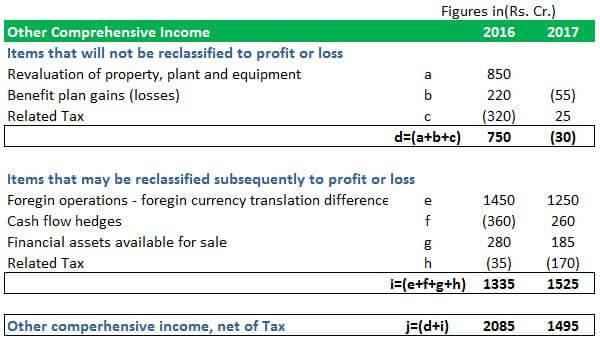 Figures in(Rs. Cr.)
Other Comprehensive Income 2016 2017
Items that will not be reclassified to profit or loss
Revaluation of property, plant and equipment a 850
Benefit plan gains (losses) b 220 (55)
Related Tax c (320) 25
d=(a+b+c) 750 (30)
Items that may be reclassified subsequently to profit or loss
Foregin operations - foregin currency translation difference e 1450 1250
Cash flow hedges f (360) 260
Financial assets available for sale g 280 185
Related Tax h (35) (170)
i=(e+f+g+h) 1335 1525
Other comperhensive income, net of Tax j=(d+i) 2085 1495